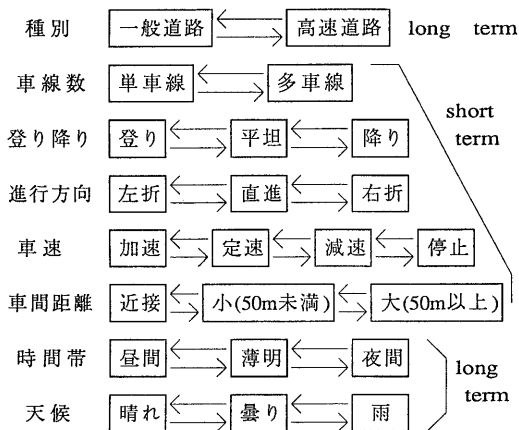 種別 一般道路 高速道路 long term
車線数 単車線 多車線
short term
登り降り 登り 平坦 降り
進行方向 左折 直進 右折
車速 加速 定速 減速 停止
車間距離 近接 小(50m未満) 大(50m以上)
時間帯 昼間 薄明 夜間
long term
天候 晴れ 曇り 雨